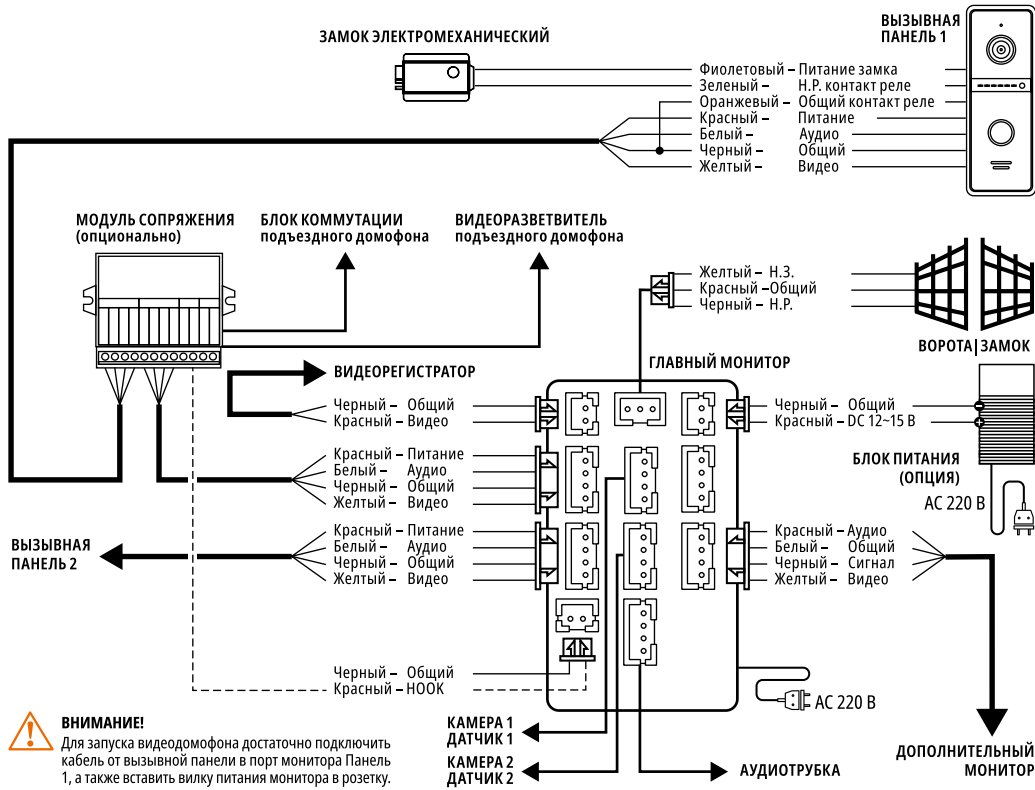 ВЫЗЫВНАЯ
ПАНЕЛЬ 1
ЗАМОК ЭЛЕКТРОМЕХАНИЧЕСКИЙ
Фиолетовый – Питание замка
Зеленый – Н.Р. контакт реле
Оранжевый – Общий контакт реле
Красный – Питание
Белый – Аудио
Черный – Общий
Желтый – Видео
МОДУЛЬ СОПРЯЖЕНИЯ
(опционально)
БЛОК КОММУТАЦИИ
подъездного домофона
ВИДЕОРАЗВЕТВИТЕЛЬ
подъездного домофона
Желтый – Н.З.
Красный –Общий
Черный – Н.Р.
ВОРОТА | ЗАМОК
ВИДЕОРЕГИСТРАТОР
ГЛАВНЫЙ МОНИТОР
Черный – Общий
Красный – Видео
Черный – Общий
Красный – DC 12~15 В
БЛОК ПИТАНИЯ
(ОПЦИЯ)
AC 220 В
Красный – Питание
Белый – Аудио
Черный – Общий
Желтый – Видео
ВЫЗЫВНАЯ
ПАНЕЛЬ 2
Красный – Питание
Белый – Аудио
Черный – Общий
Желтый – Видео
Красный – Аудио
Белый – Общий
Черный – Сигнал
Желтый – Видео
Черный – Общий
Красный – HOOK
AC 220 В
ВНИМАНИЕ!
Для запуска видеодомофона достаточно подключить
кабель от вызывной панели в порт монитора Панель
1, а также вставить вилку питания монитора в розетку.
КАМЕРА 1
ДАТЧИК 1
КАМЕРА 2
ДАТЧИК 2
АУДИОТРУБКА
ДОПОЛНИТЕЛЬНЫЙ
МОНИТОР